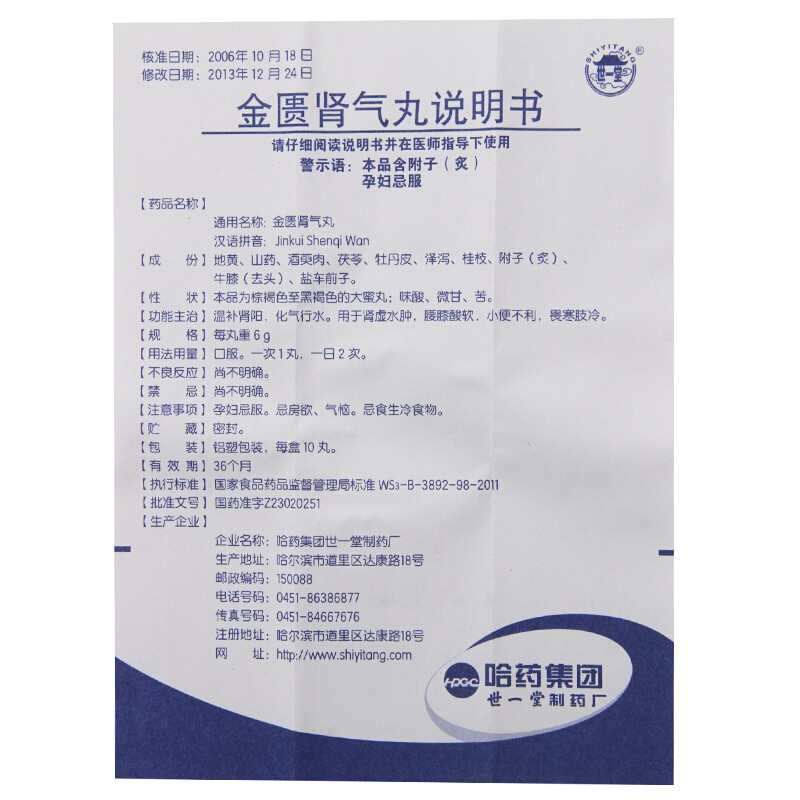 核准日期：2006年10月18日
修改日期：2013年12月24日
SHIYITANG
世一堂
®
金匮肾气丸说明书
请仔细阅读说明书并在医师指导下使用
警示语：本品含附子（炙）
孕妇忌服
【药品名称】
通用名称：金匮肾气丸
汉语拼音：Jinkui Shenqi Wan
【成　份】地黄、山药、酒萸肉、茯苓、牡丹皮、泽泻、桂枝、附子（炙）、
牛膝（去头）、盐车前子。
【性　状】本品为棕褐色至黑褐色的大蜜丸；味酸、微甘、苦。
【功能主治】温补肾阳，化气行水。用于肾虚水肿，腰膝酸软，小便不利，畏寒肢冷。
【规　格】每丸重6g
【用法用量】口服。一次1丸，一日2次。
【不良反应】尚不明确。
【禁　忌】尚不明确。
【注意事项】孕妇忌服。忌房欲、气恼。忌食生冷食物。
【贮　藏】密封。
【包　装】铝塑包装，每盒10丸。
【有 效 期】36个月
【执行标准】国家食品药品监督管理局标准WS3-B-3892-98-2011
【批准文号】国药准字Z23020251
【生产企业】
企业名称：哈药集团世一堂制药厂
生产地址：哈尔滨市道里区达康路18号
邮政编码：150088
电话号码：0451-86386877
传真号码：0451-84667676
注册地址：哈尔滨市道里区达康路18号
网　址：http://www.shiyitang.com
HPGC 哈药集团
世一堂制药厂